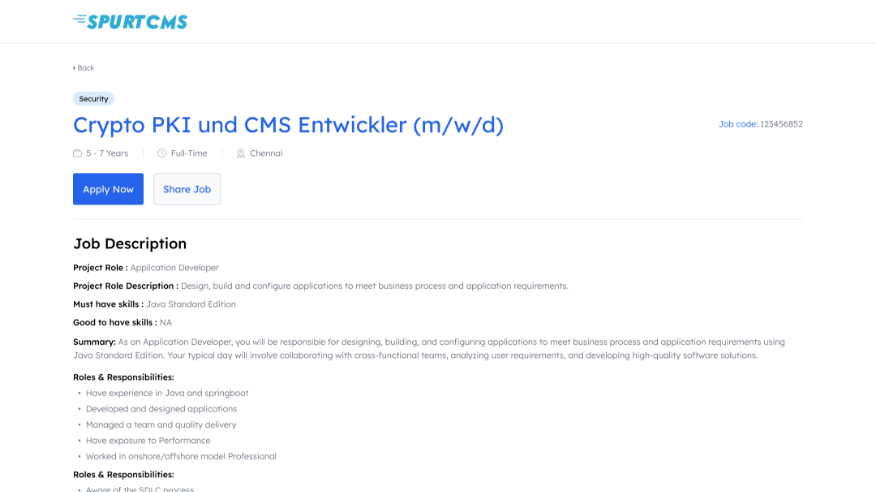 SPURTCMS
‹ Back
Security
Crypto PKI und CMS Entwickler (m/w/d)
Job code: 123456852
5 - 7 Years
Full-Time
Chennai
Apply Now
Share Job
Job Description
Project Role : Application Developer
Project Role Description : Design, build and configure applications to meet business process and application requirements.
Must have skills : Java Standard Edition
Good to have skills : NA
Summary: As an Application Developer, you will be responsible for designing, building, and configuring applications to meet business process and application requirements using
Java Standard Edition. Your typical day will involve collaborating with cross-functional teams, analyzing user requirements, and developing high-quality software solutions.
Roles & Responsibilities:
• Have experience in Java and springboot
• Developed and designed applications
• Managed a team and quality delivery
• Have exposure to Performance
• Worked in onshore/offshore model Professional
Roles & Responsibilities:
• Aware of the SDLC process